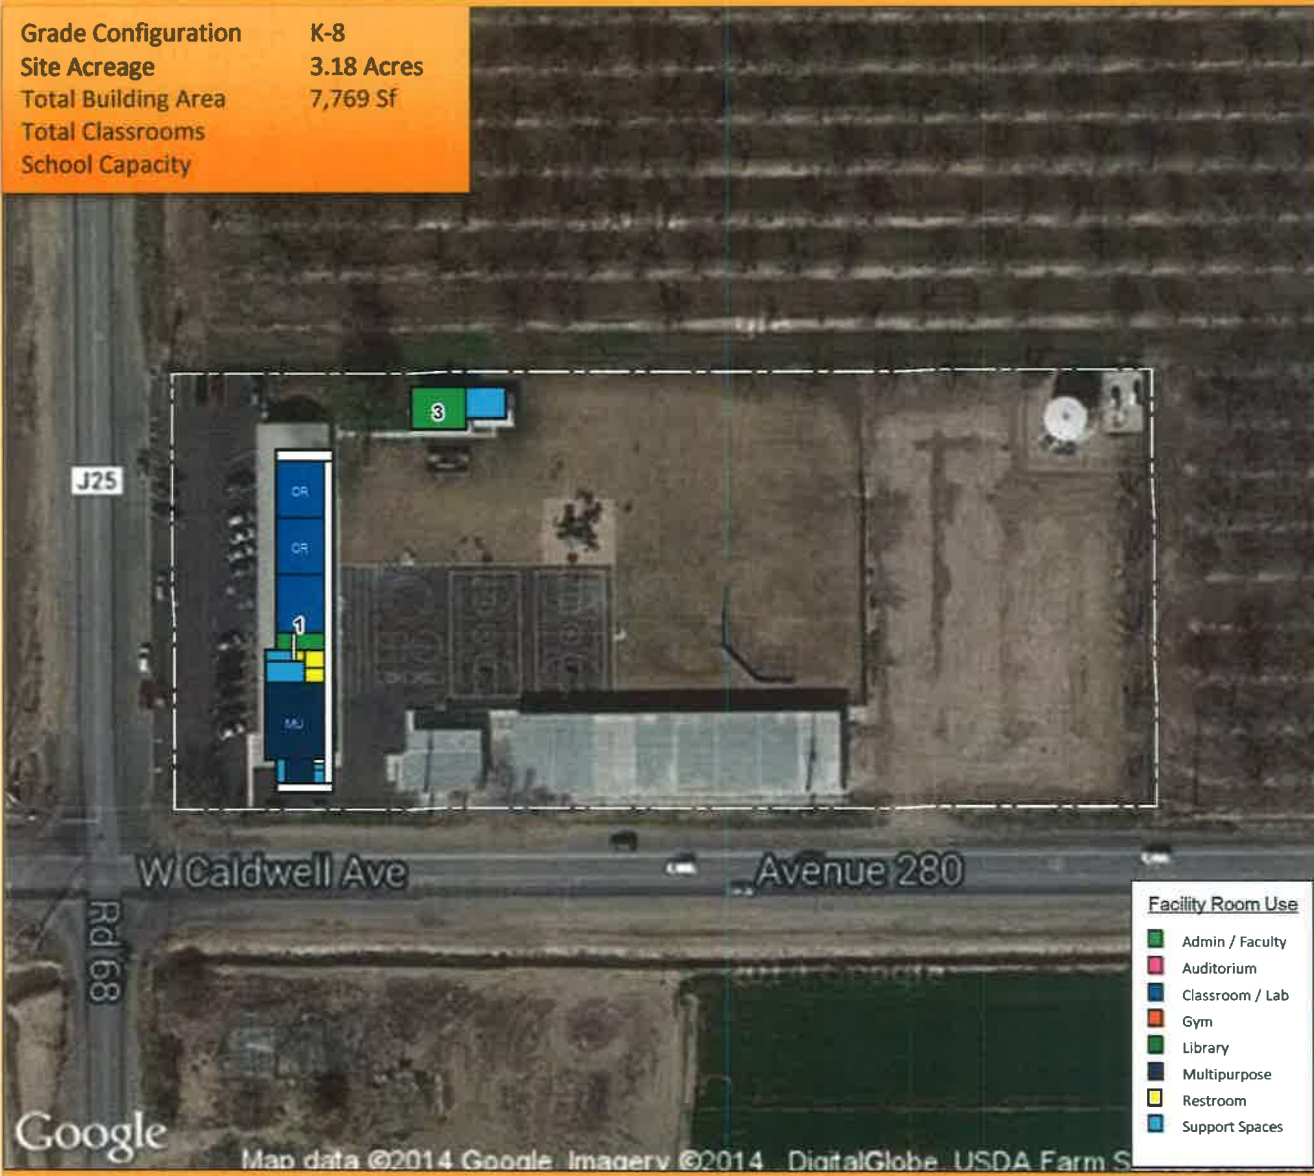 Grade Configuration K-8
Site Acreage 3.18 Acres
Total Building Area 7,769 Sf
Total Classrooms
School Capacity
3
J25
CR
CR
1
MU
W Caldwell Ave
Avenue 280
Rd 68
Facility Room Use
Admin / Faculty
Auditorium
Classroom / Lab
Gym
Library
Multipurpose
Restroom
Support Spaces
Google
Map data ©2014 Google Imagery ©2014 , DigitalGlobe, USDA Farm S